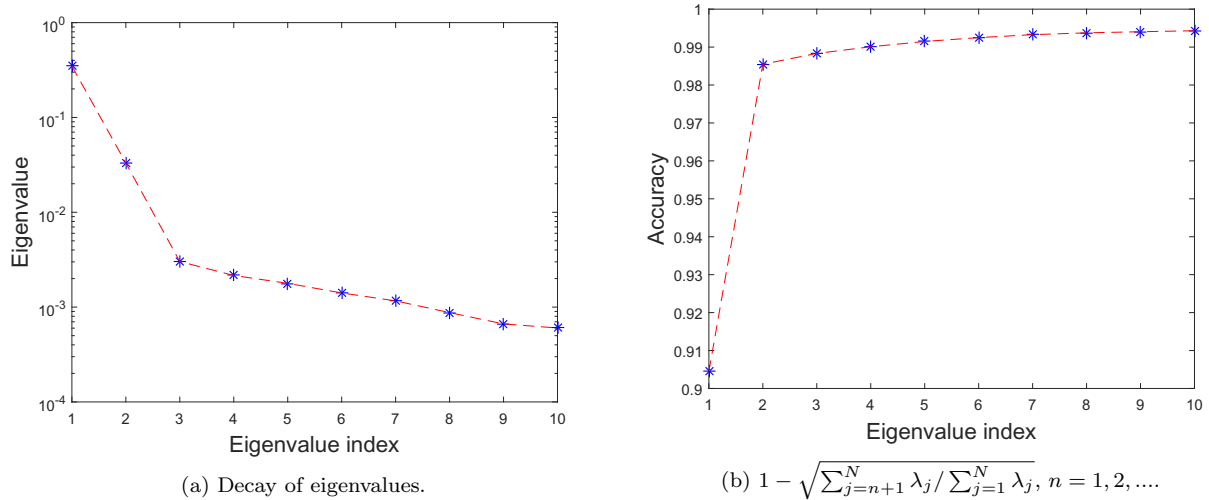 10^0
10^-1
10^-2
10^-3
10^-4
Eigenvalue
1 2 3 4 5 6 7 8 9 10
Eigenvalue index
(a) Decay of eigenvalues.
1
0.99
0.98
0.97
0.96
0.95
0.94
0.93
0.92
0.91
0.9
Accuracy
1 2 3 4 5 6 7 8 9 10
Eigenvalue index
(b) 1 − √(∑_{j=n+1}^{N} λ_j / ∑_{j=1}^{N} λ_j), n = 1, 2, ....